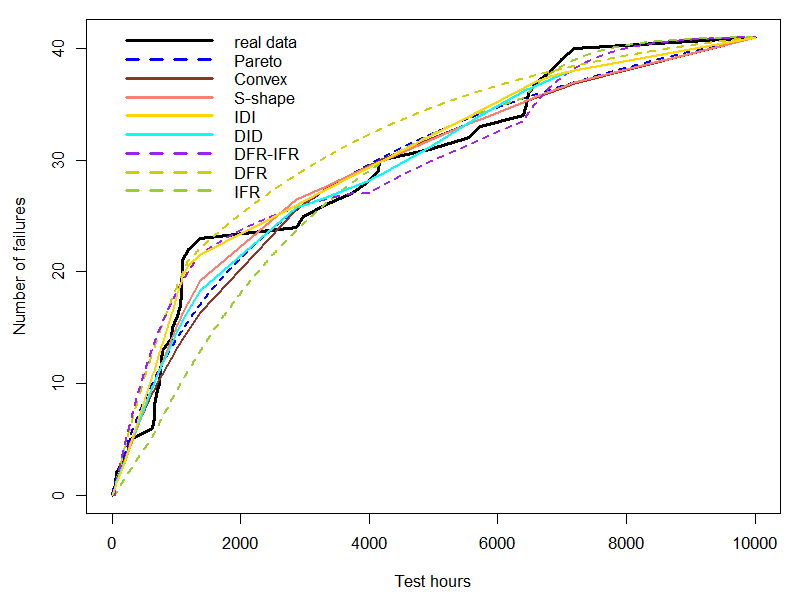 real data
Pareto
Convex
S-shape
IDI
DID
DFR-IFR
DFR
IFR
40
30
20
10
0
Number of failures
0 2000 4000 6000 8000 10000
Test hours